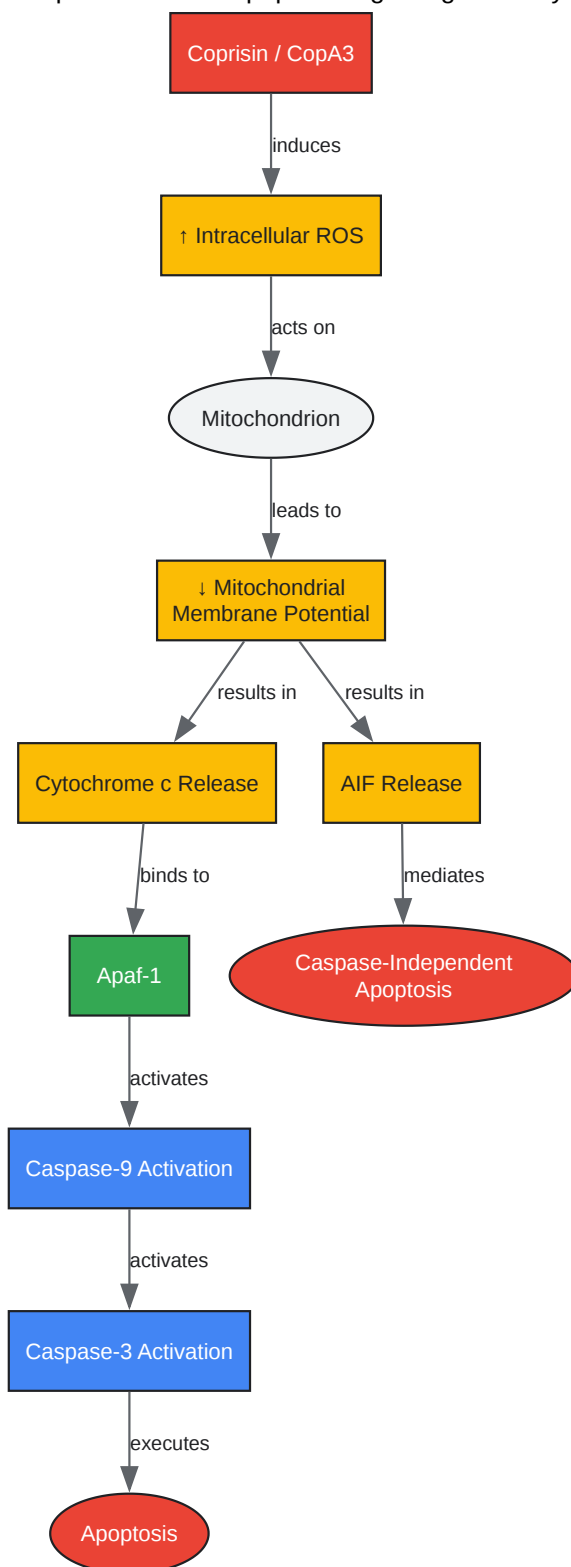 Coprisin / CopA3
induces
↑ Intracellular ROS
acts on
Mitochondrion
leads to
↓ Mitochondrial
Membrane Potential
results in
results in
Cytochrome c Release
AIF Release
binds to
mediates
Apaf-1
Caspase-Independent
Apoptosis
activates
Caspase-9 Activation
activates
Caspase-3 Activation
executes
Apoptosis